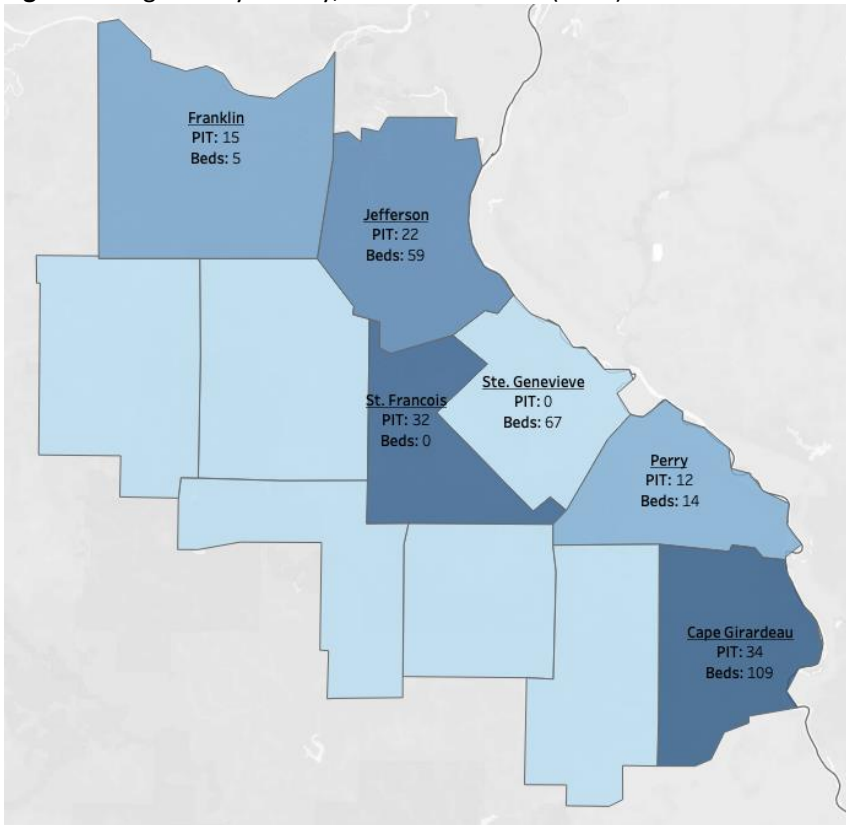 Franklin
PIT: 15
Beds: 5
Jefferson
PIT: 22
Beds: 59
Ste. Genevieve
PIT: 0
Beds: 67
St. Francois
PIT: 32
Beds: 0
Perry
PIT: 12
Beds: 14
Cape Girardeau
PIT: 34
Beds: 109